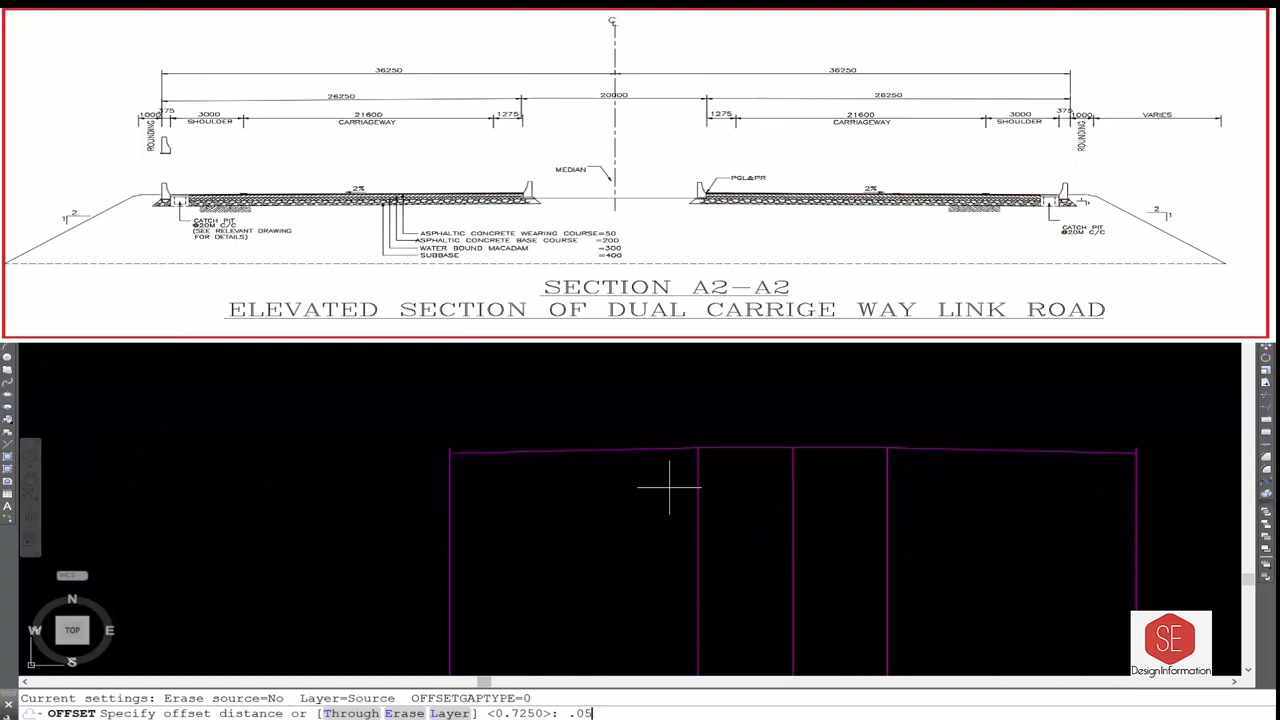 ℄
36250 36250
26250 20000 26250
1000 375 3000 21600 1275 1275 21600 3000 375 1000 VARIES
SHOULDER CARRIAGEWAY CARRIAGEWAY SHOULDER
ROUNDING ROUNDING
MEDIAN PGL&PR
2% 2%
2
1
2
1
CATCH PIT
@20M C/C
(SEE RELEVANT DRAWING
FOR DETAILS)
CATCH PIT
@20M C/C
ASPHALTIC CONCRETE WEARING COURSE=50
ASPHALTIC CONCRETE BASE COURSE =200
WATER BOUND MACADAM =300
SUBBASE =400
SECTION A2-A2
ELEVATED SECTION OF DUAL CARRIGE WAY LINK ROAD
WCS
N
W TOP E
S
SE
DesignInformation
Current settings: Erase source=No Layer=Source OFFSETGAPTYPE=0
OFFSET Specify offset distance or [Through Erase Layer] <0.7250>: .05